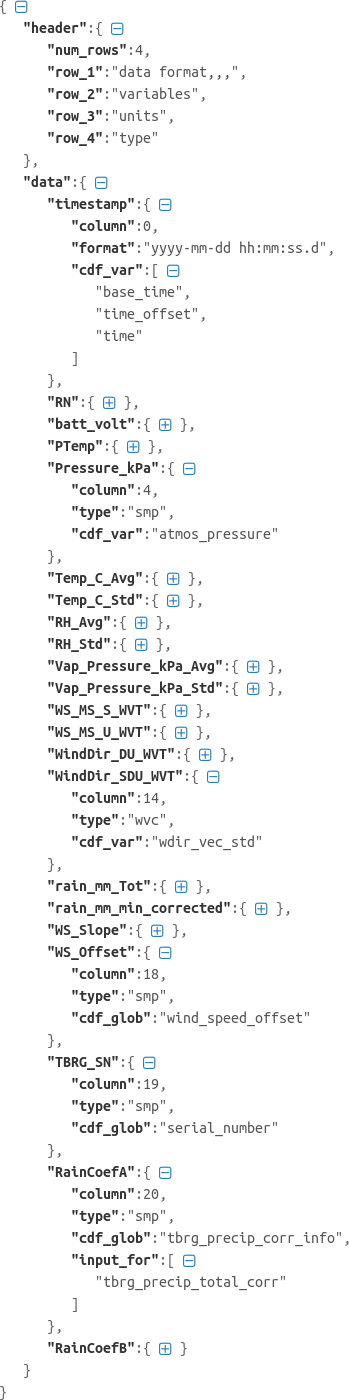 {
"header":{
"num_rows":4,
"row_1":"data format,,,",
"row_2":"variables",
"row_3":"units",
"row_4":"type"
},
"data":{
"timestamp":{
"column":0,
"format":"yyyy-mm-dd hh:mm:ss.d",
"cdf_var":[
"base_time",
"time_offset",
"time"
]
},
"RN":{ },
"batt_volt":{ },
"PTemp":{ },
"Pressure_kPa":{
"column":4,
"type":"smp",
"cdf_var":"atmos_pressure"
},
"Temp_C_Avg":{ },
"Temp_C_Std":{ },
"RH_Avg":{ },
"RH_Std":{ },
"Vap_Pressure_kPa_Avg":{ },
"Vap_Pressure_kPa_Std":{ },
"WS_MS_S_WVT":{ },
"WS_MS_U_WVT":{ },
"WindDir_DU_WVT":{ },
"WindDir_SDU_WVT":{
"column":14,
"type":"wvc",
"cdf_var":"wdir_vec_std"
},
"rain_mm_Tot":{ },
"rain_mm_min_corrected":{ },
"WS_Slope":{ },
"WS_Offset":{
"column":18,
"type":"smp",
"cdf_glob":"wind_speed_offset"
},
"TBRG_SN":{
"column":19,
"type":"smp",
"cdf_glob":"serial_number"
},
"RainCoefA":{
"column":20,
"type":"smp",
"cdf_glob":"tbrg_precip_corr_info",
"input_for":[
"tbrg_precip_total_corr"
]
},
"RainCoefB":{ }
}
}